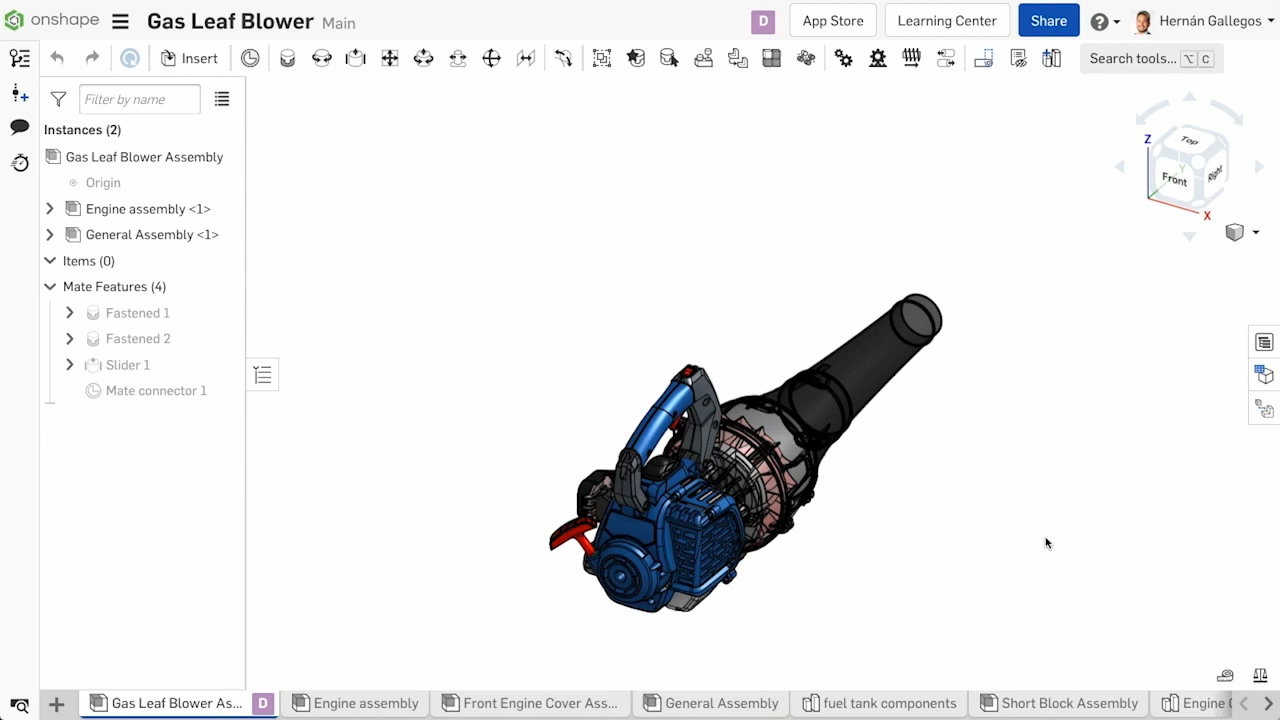 onshape
Gas Leaf Blower Main
D
App Store
Learning Center
Share
Hernán Gallegos
Insert
Search tools... ⌥ C
Filter by name
Instances (2)
Gas Leaf Blower Assembly
Origin
Engine assembly <1>
General Assembly <1>
Items (0)
Mate Features (4)
Fastened 1
Fastened 2
Slider 1
Mate connector 1
Z
Top
Y
Front
Right
X
Gas Leaf Blower As... D
Engine assembly
Front Engine Cover Ass...
General Assembly
fuel tank components
Short Block Assembly
Engine